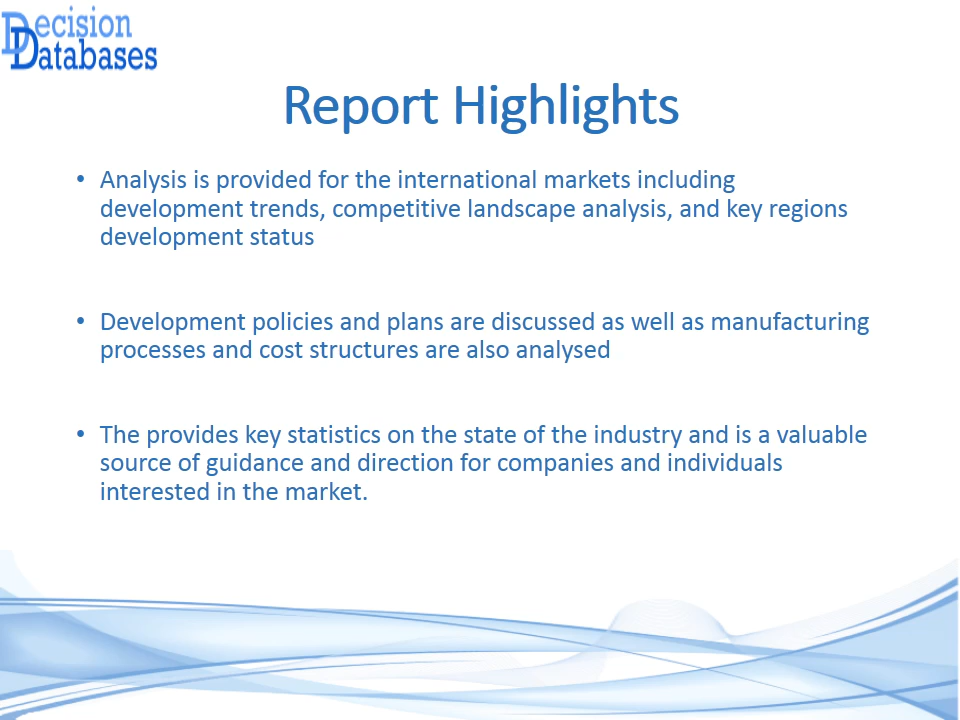 Decision
Databases
Report Highlights
• Analysis is provided for the international markets including
development trends, competitive landscape analysis, and key regions
development status
• Development policies and plans are discussed as well as manufacturing
processes and cost structures are also analysed
• The provides key statistics on the state of the industry and is a valuable
source of guidance and direction for companies and individuals
interested in the market.